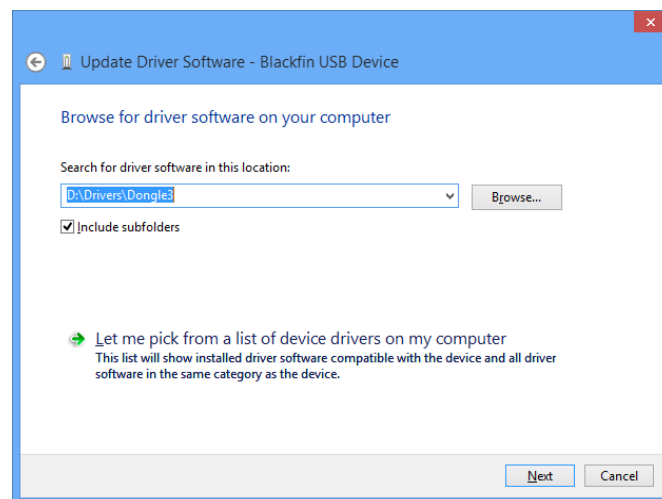 Update Driver Software - Blackfin USB Device
Browse for driver software on your computer
Search for driver software in this location:
D:\Drivers\Dongle3
Browse...
Include subfolders
Let me pick from a list of device drivers on my computer
This list will show installed driver software compatible with the device and all driver
software in the same category as the device.
Next
Cancel